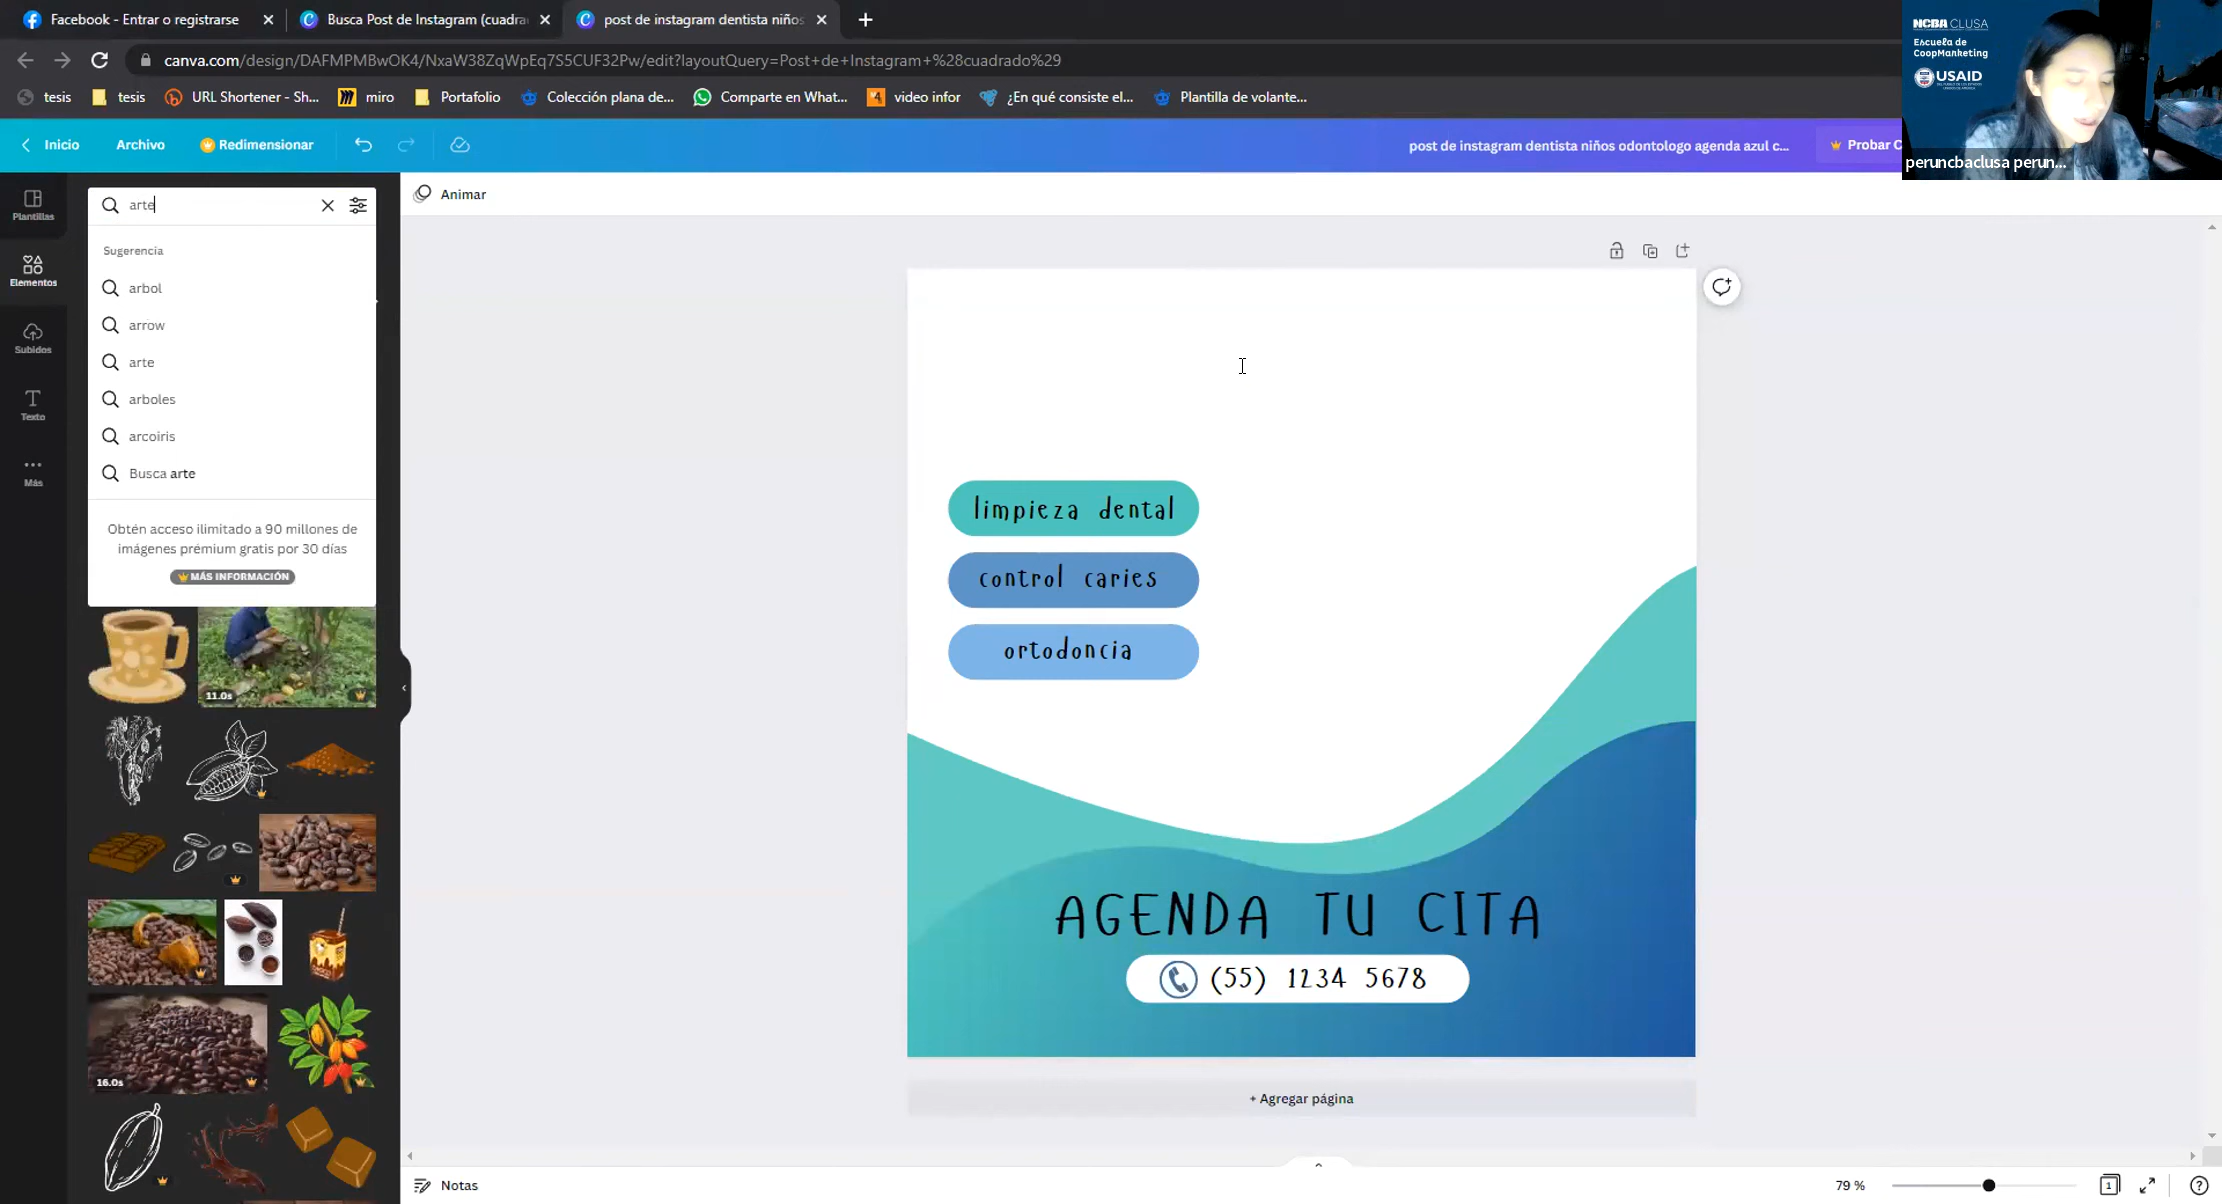 Facebook - Entrar o registrarse
Busca Post de Instagram (cuadra
post de instagram dentista niños
canva.com/design/DAFMPMBwOK4/NxaW38ZqWpEq7S5CUF32Pw/edit?layoutQuery=Post+de+Instagram+%28cuadrado%29
tesis
tesis
URL Shortener - Sh...
miro
Portafolio
Colección plana de...
Comparte en What...
video infor
¿En qué consiste el...
Plantilla de volante...
NCBA CLUSA
Escuela de
CoopMarketing
USAID
peruncbaclusa perun...
Inicio
Archivo
Redimensionar
post de instagram dentista niños odontologo agenda azul c...
Probar C
Plantillas
Elementos
Subidos
Texto
Más
arte
Sugerencia
arbol
arrow
arte
arboles
arcoiris
Busca arte
Obtén acceso ilimitado a 90 millones de
imágenes prémium gratis por 30 días
MÁS INFORMACIÓN
11.0s
16.0s
Animar
limpieza dental
control caries
ortodoncia
AGENDA TU CITA
(55) 1234 5678
+ Agregar página
Notas
79 %
1